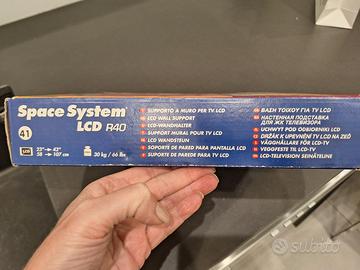 Space System
LCD R40
41
LCD
23" → 42"
58 → 107 cm
30 kg / 66 lbs
SUPPORTO A MURO PER TV LCD
LCD-WALL SUPPORT
LCD-WANDHALTER
SUPPORT MURAL POUR TV LCD
LCD WANDSTEUN
SOPORTE DE PARED PARA PANTALLA LCD
SUPORTE DE PAREDE PARA TV LCD
ΒΑΣΗ ΤΟΙΧΟΥ ΓΙΑ TV LCD
НАСТЕННАЯ ПОДСТАВКА
ДЛЯ ЖК ТЕЛЕВИЗОРА
UCHWYT POD ODBIORNIKI LCD
DRŽÁK K UPEVNĚNÍ TV LCD NA ZEĎ
VÄGGHÅLLARE FÖR LCD-TV
VEGGFESTE TIL LCD-TV
LCD-TELEVISION SEINÄTELINE
subito